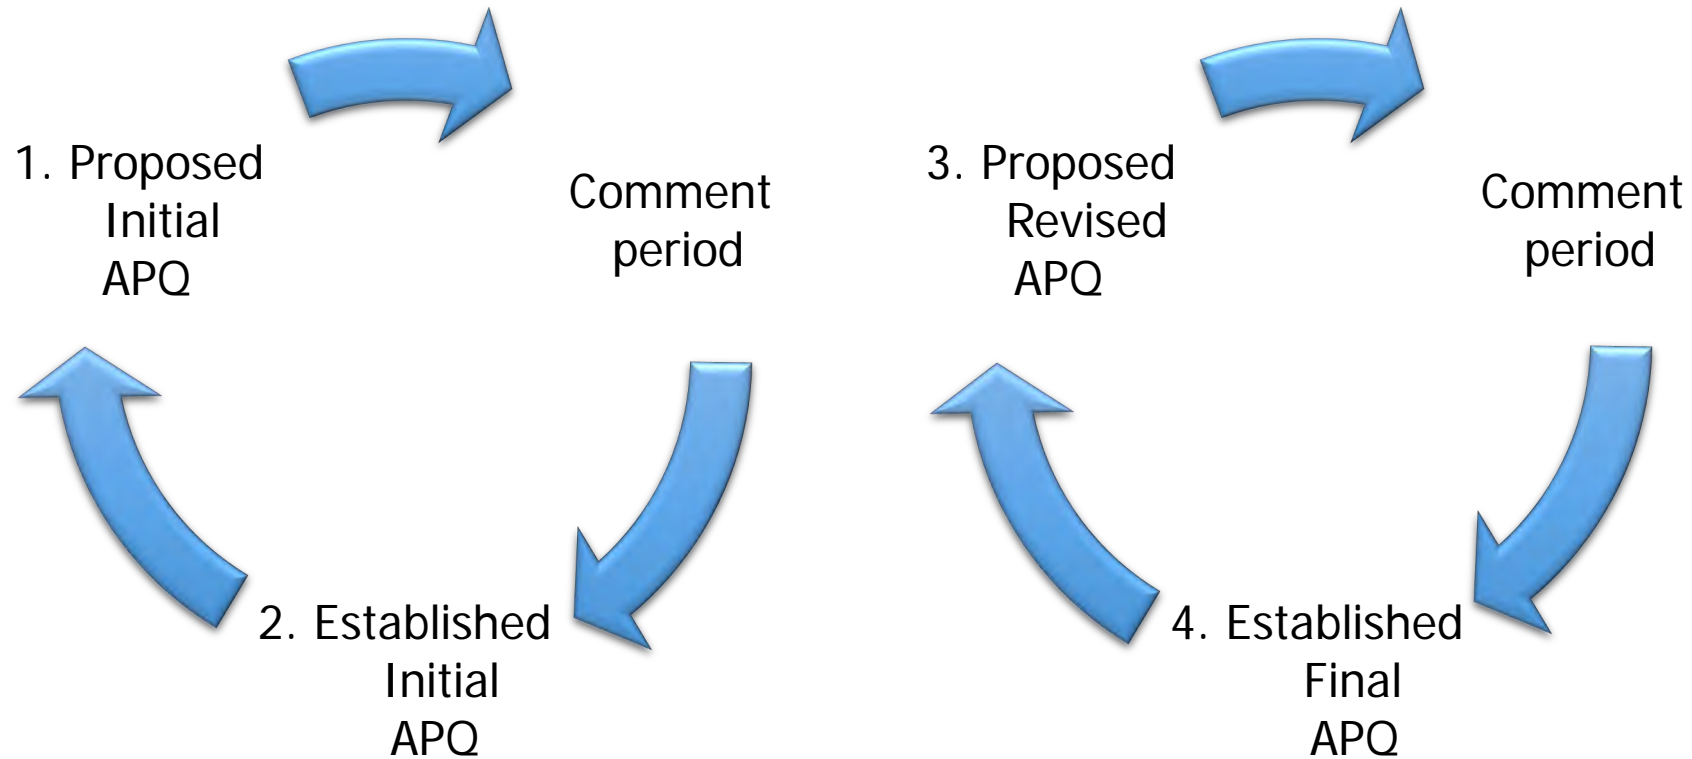 1. Proposed
Initial
APQ
Comment
period
2. Established
Initial
APQ
3. Proposed
Revised
APQ
Comment
period
4. Established
Final
APQ